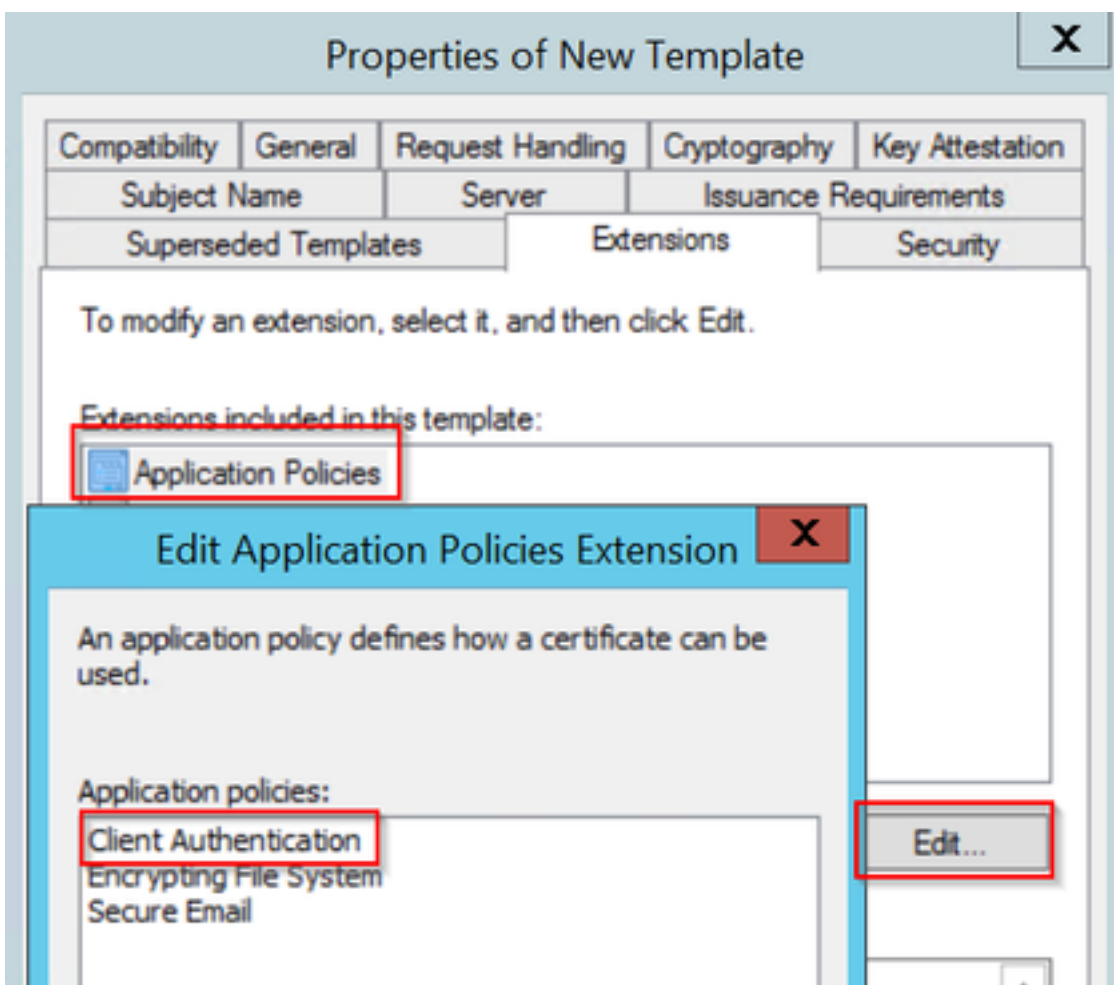 Properties of New Template
X
Compatibility General Request Handling Cryptography Key Attestation
Subject Name Server Issuance Requirements
Superseded Templates Extensions Security
To modify an extension, select it, and then click Edit.
Extensions included in this template:
Application Policies
Edit Application Policies Extension
X
An application policy defines how a certificate can be
used.
Application policies:
Client Authentication
Encrypting File System
Secure Email
Edit...